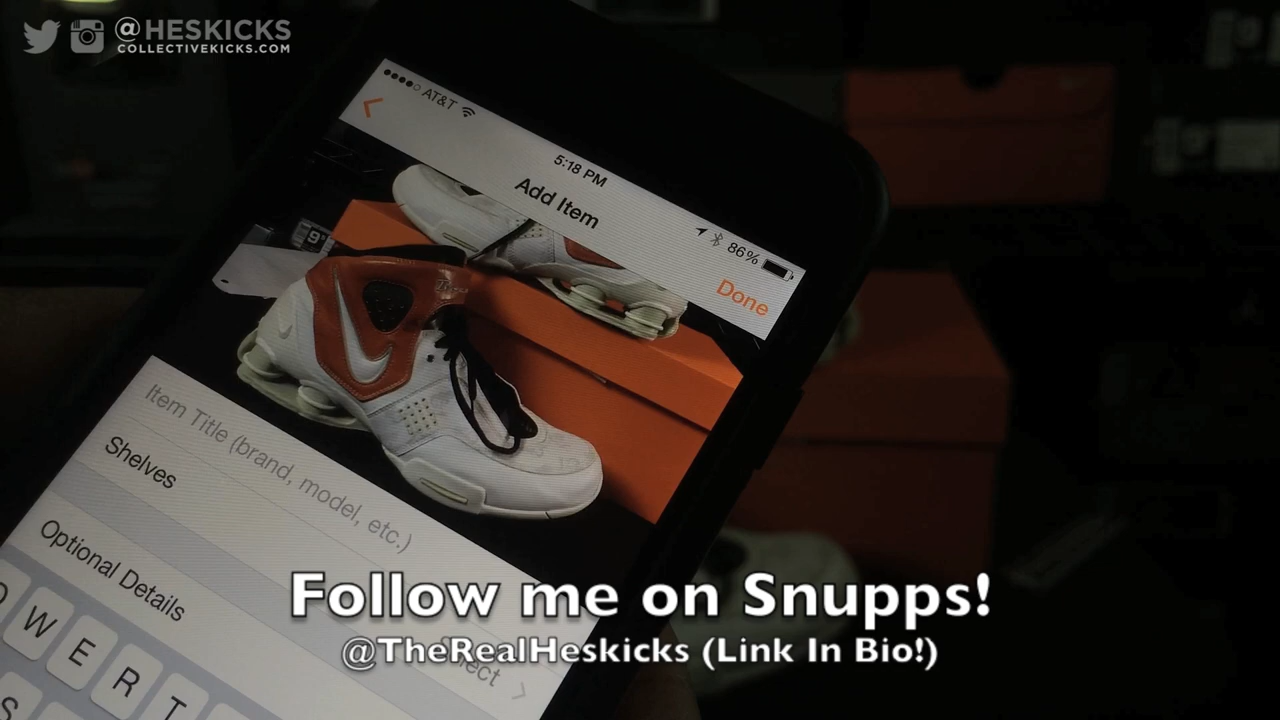 @HESKICKS
COLLECTIVEKICKS.COM
AT&T
5:18 PM
86%
Add Item
Done
9
Item Title (brand, model, etc.)
Shelves
Optional Details
W E R T
S
Follow me on Snupps!
@TheRealHeskicks (Link In Bio!)